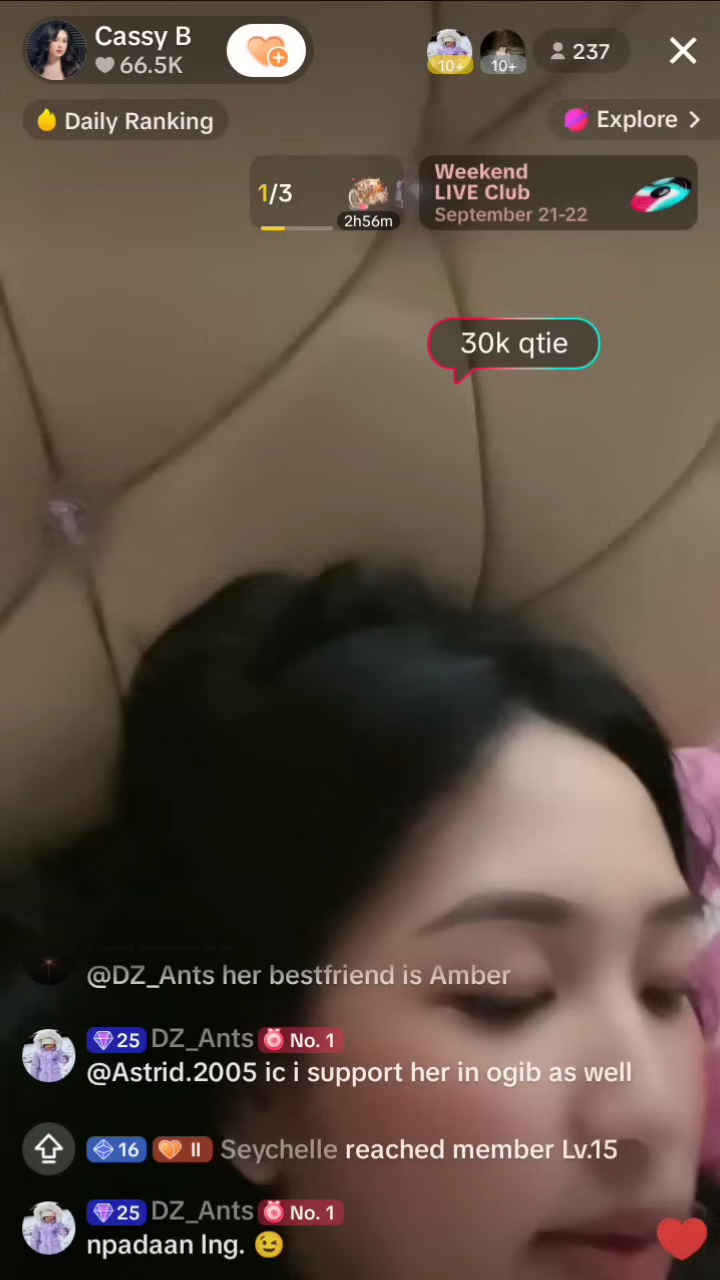 Cassy B
66.5K
10+
10+
237
Daily Ranking
Explore
1/3
2h56m
Weekend
LIVE Club
September 21-22
30k qtie
@DZ_Ants her bestfriend is Amber
25 DZ_Ants No. 1
@Astrid.2005 ic i support her in ogib as well
16 II Seychelle reached member Lv.15
25 DZ_Ants No. 1
npadaan lng. 😉